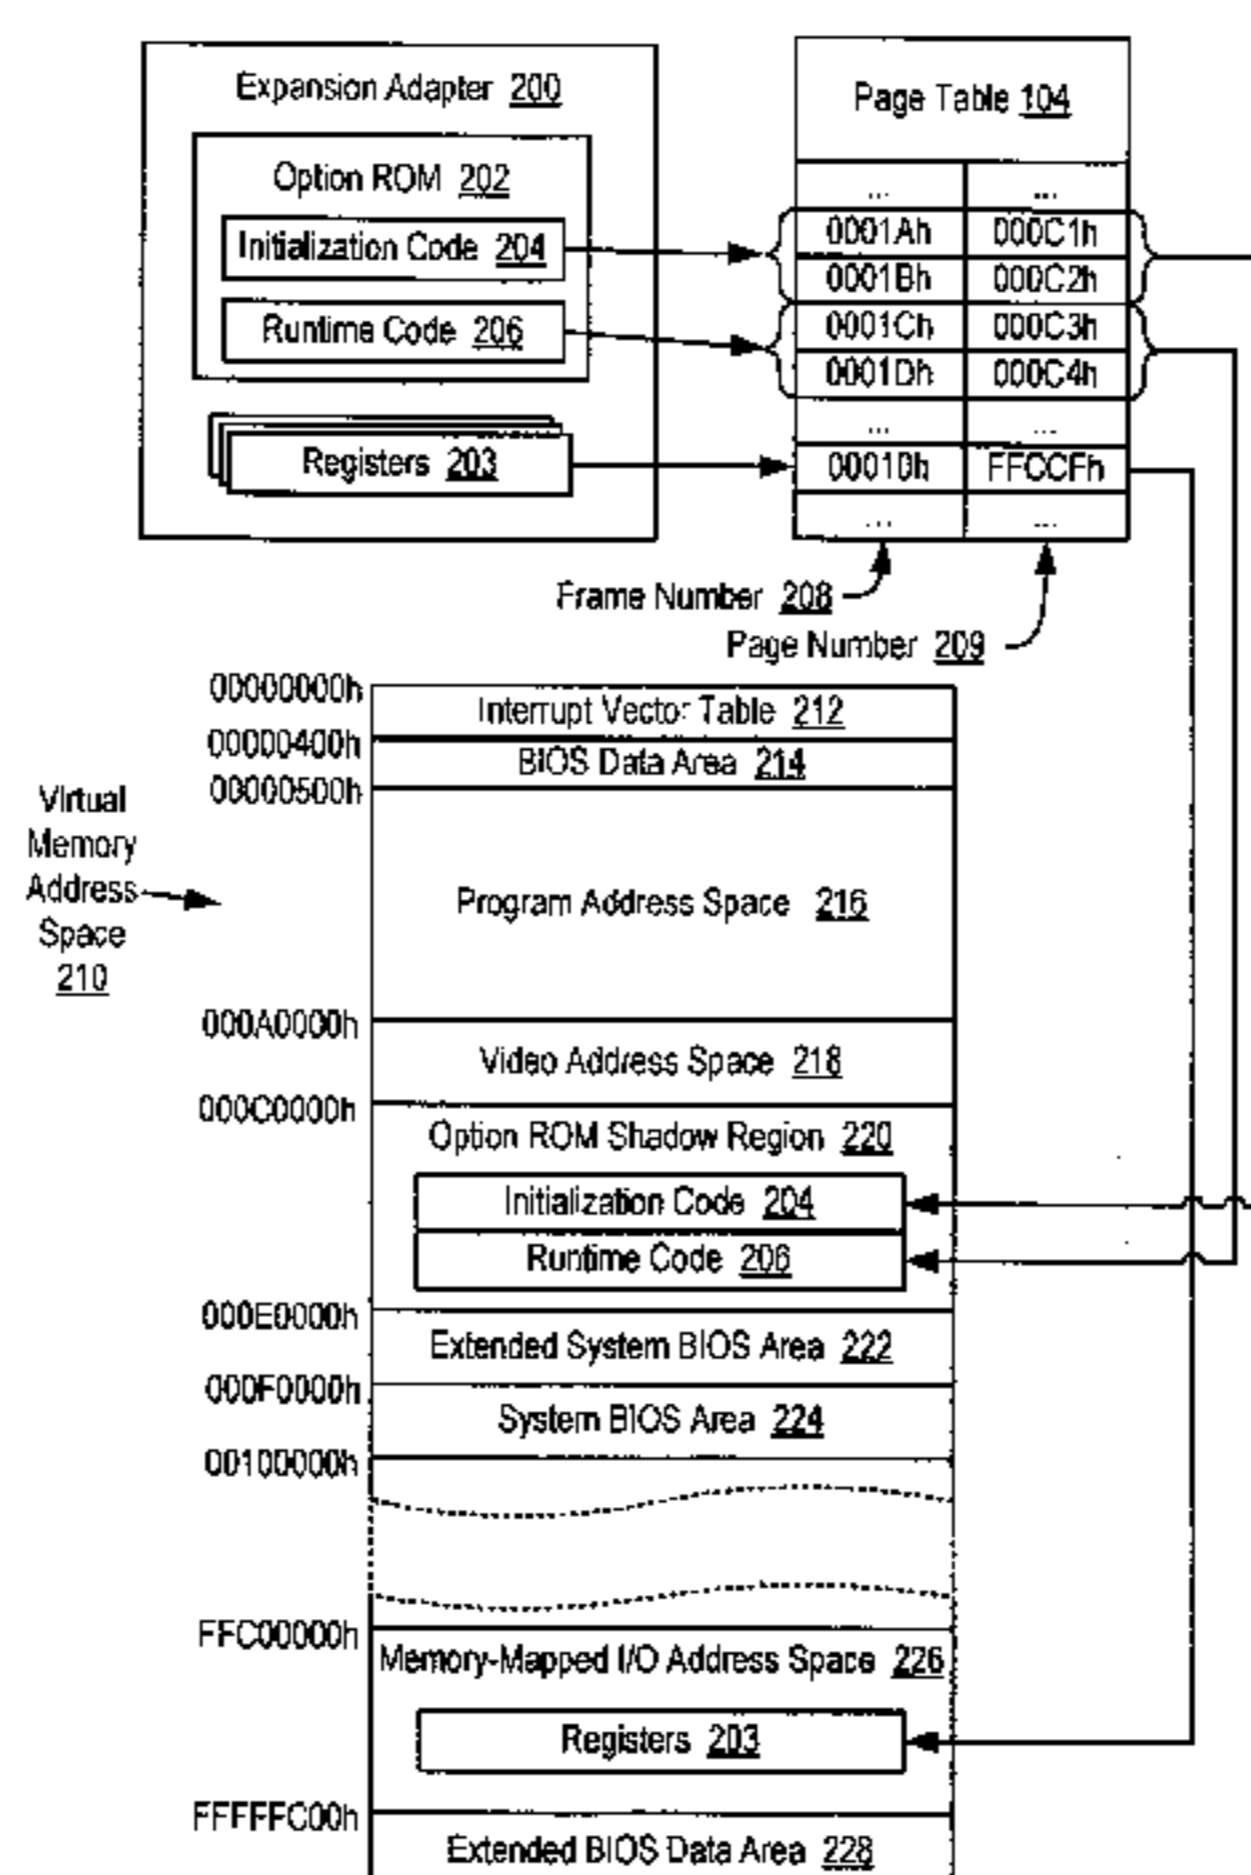 Expansion Adapter 200
Option ROM 202
Initialization Code 204
Runtime Code 206
Registers 203
Page Table 104
... ...
0001Ah 000C1h
0001Bh 000C2h
0001Ch 000C3h
0001Dh 000C4h
... ...
00010h FFCCFh
... ...
Frame Number 208
Page Number 209
Virtual
Memory
Address
Space
210
00000000h
Interrupt Vector Table 212
00000400h
BIOS Data Area 214
00000500h
Program Address Space 216
000A0000h
Video Address Space 218
000C0000h
Option ROM Shadow Region 220
Initialization Code 204
Runtime Code 206
000E0000h
Extended System BIOS Area 222
000F0000h
System BIOS Area 224
00100000h
FFC00000h
Memory-Mapped I/O Address Space 226
Registers 203
FFFFFC00h
Extended BIOS Data Area 228